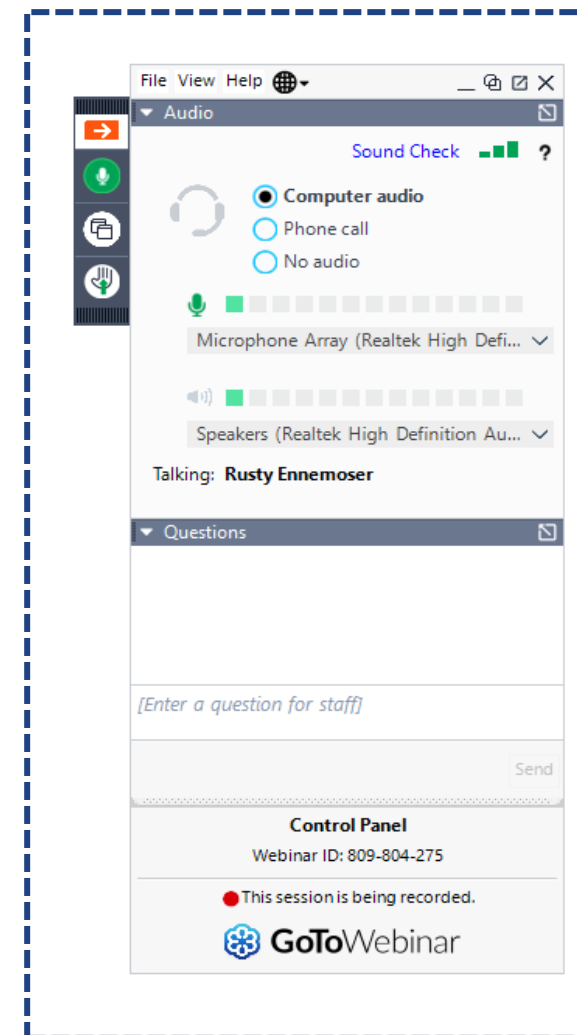 File View Help
Audio
Sound Check ?
Computer audio
Phone call
No audio
Microphone Array (Realtek High Defi...
Speakers (Realtek High Definition Au...
Talking: Rusty Ennemoser
Questions
[Enter a question for staff]
Send
Control Panel
Webinar ID: 809-804-275
This session is being recorded.
GoToWebinar